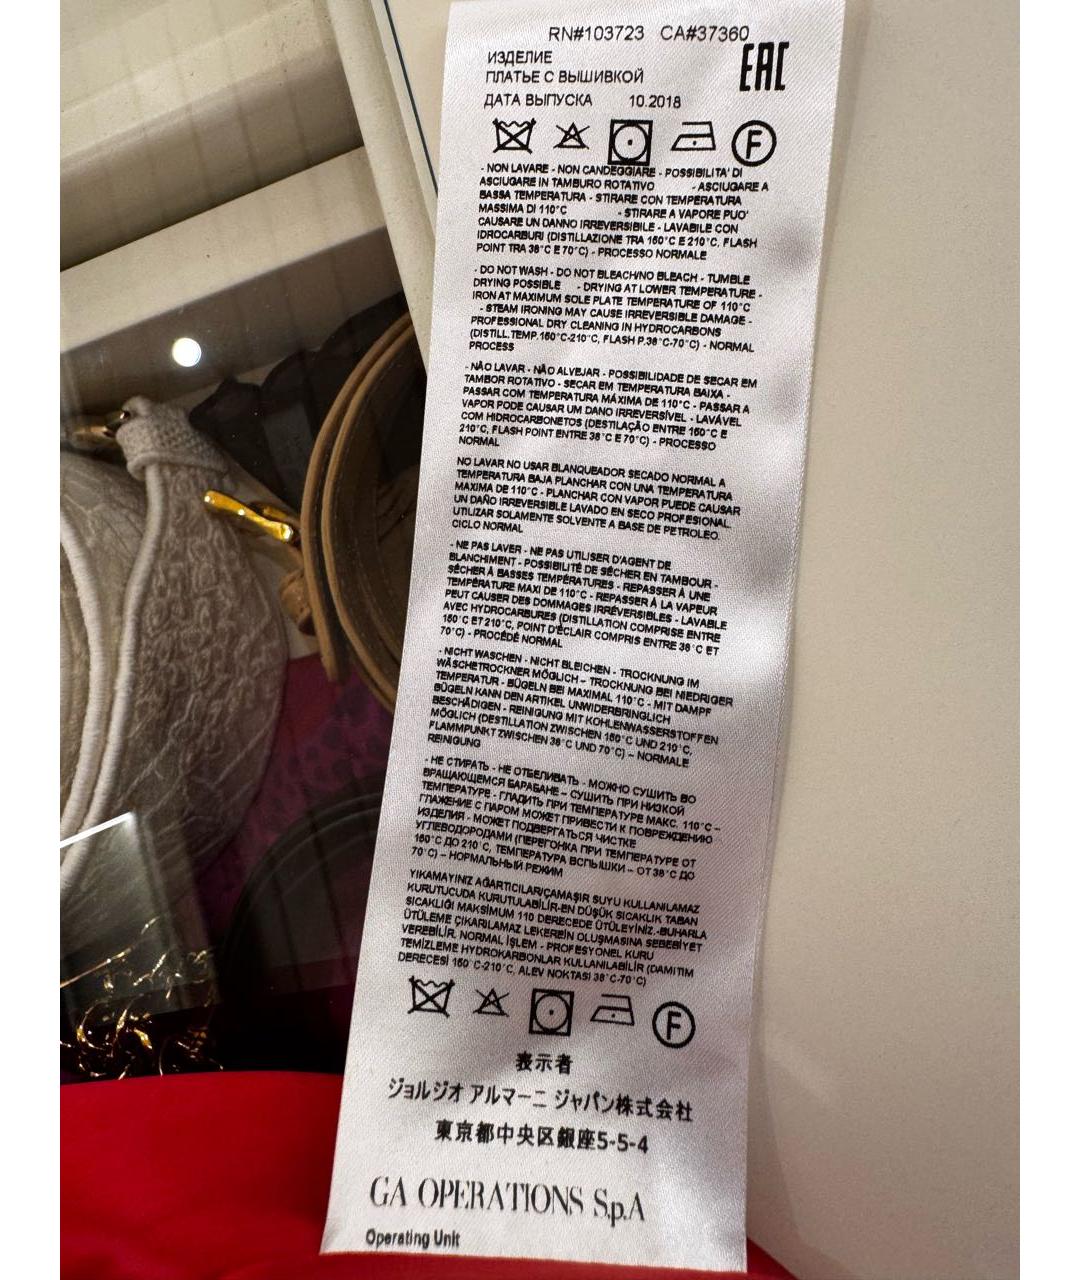 RN#103723 CA#37360
ИЗДЕЛИЕ
ПЛАТЬЕ С ВЫШИВКОЙ
EAC
ДАТА ВЫПУСКА 10.2018
F
- NON LAVARE - NON CANDEGGIARE - POSSIBILITA' DI
ASCIUGARE IN TAMBURO ROTATIVO - ASCIUGARE A
BASSA TEMPERATURA - STIRARE CON TEMPERATURA
MASSIMA DI 110°C - STIRARE A VAPORE PUO'
CAUSARE UN DANNO IRREVERSIBILE - LAVABILE CON
IDROCARBURI (DISTILLAZIONE TRA 150°C E 210°C, FLASH
POINT TRA 38°C E 70°C) - PROCESSO NORMALE
- DO NOT WASH - DO NOT BLEACH/NO BLEACH - TUMBLE
DRYING POSSIBLE - DRYING AT LOWER TEMPERATURE -
IRON AT MAXIMUM SOLE PLATE TEMPERATURE OF 110°C
- STEAM IRONING MAY CAUSE IRREVERSIBLE DAMAGE -
PROFESSIONAL DRY CLEANING IN HYDROCARBONS
(DISTILL.TEMP.150°C-210°C, FLASH P.38°C-70°C) - NORMAL
PROCESS
- NÃO LAVAR - NÃO ALVEJAR - POSSIBILIDADE DE SECAR EM
TAMBOR ROTATIVO - SECAR EM TEMPERATURA BAIXA -
PASSAR COM TEMPERATURA MÁXIMA DE 110°C - PASSAR A
VAPOR PODE CAUSAR UM DANO IRREVERSÍVEL - LAVÁVEL
COM HIDROCARBONETOS (DESTILAÇÃO ENTRE 150°C E
210°C, FLASH POINT ENTRE 38°C E 70°C) - PROCESSO
NORMAL
NO LAVAR NO USAR BLANQUEADOR SECADO NORMAL A
TEMPERATURA BAJA PLANCHAR CON UNA TEMPERATURA
MAXIMA DE 110°C - PLANCHAR CON VAPOR PUEDE CAUSAR
UN DAÑO IRREVERSIBLE LAVADO EN SECO PROFESIONAL.
UTILIZAR SOLAMENTE SOLVENTE A BASE DE PETROLEO.
CICLO NORMAL
- NE PAS LAVER - NE PAS UTILISER D'AGENT DE
BLANCHIMENT - POSSIBILITÉ DE SÉCHER EN TAMBOUR -
SÉCHER À BASSES TEMPÉRATURES - REPASSER À UNE
TEMPÉRATURE MAXI DE 110°C - REPASSER À LA VAPEUR
PEUT CAUSER DES DOMMAGES IRRÉVERSIBLES - LAVABLE
AVEC HYDROCARBURES (DISTILLATION COMPRISE ENTRE
150°C ET 210°C, POINT D'ÉCLAIR COMPRIS ENTRE 38°C ET
70°C) - PROCÉDÉ NORMAL
- NICHT WASCHEN - NICHT BLEICHEN - TROCKNUNG IM
WÄSCHETROCKNER MÖGLICH – TROCKNUNG BEI NIEDRIGER
TEMPERATUR - BÜGELN BEI MAXIMAL 110°C - MIT DAMPF
BÜGELN KANN DEN ARTIKEL UNWIDERBRINGLICH
BESCHÄDIGEN - REINIGUNG MIT KOHLENWASSERSTOFFEN
MÖGLICH (DESTILLATION ZWISCHEN 150°C UND 210°C,
FLAMMPUNKT ZWISCHEN 38°C UND 70°C) – NORMALE
REINIGUNG
- НЕ СТИРАТЬ - НЕ ОТБЕЛИВАТЬ - МОЖНО СУШИТЬ ВО
ВРАЩАЮЩЕМСЯ БАРАБАНЕ – СУШИТЬ ПРИ НИЗКОЙ
ТЕМПЕРАТУРЕ - ГЛАДИТЬ ПРИ ТЕМПЕРАТУРЕ МАКС. 110°C –
ГЛАЖЕНИЕ С ПАРОМ МОЖЕТ ПРИВЕСТИ К ПОВРЕЖДЕНИЮ
ИЗДЕЛИЯ - МОЖЕТ ПОДВЕРГАТЬСЯ ЧИСТКЕ
УГЛЕВОДОРОДАМИ (ПЕРЕГОНКА ПРИ ТЕМПЕРАТУРЕ ОТ
150°C ДО 210°C, ТЕМПЕРАТУРА ВСПЫШКИ – ОТ 38°C ДО
70°C) – НОРМАЛЬНЫЙ РЕЖИМ
YIKAMAYINIZ AĞARTICILAR/ÇAMAŞIR SUYU KULLANILAMAZ
KURUTUCUDA KURUTULABİLİR-EN DÜŞÜK SICAKLIK TABAN
SICAKLIĞI MAKSİMUM 110 DERECEDE ÜTÜLEYİNİZ.-BUHARLA
ÜTÜLEME ÇIKARILAMAZ LEKEREİN OLUŞMASINA SEBEBİYET
VEREBİLİR. NORMAL İŞLEM - PROFESYONEL KURU
TEMİZLEME HYDROKARBONLAR KULLANILABİLİR (DAMITIM
DERECESİ 150°C-210°C, ALEV NOKTASI 38°C-70°C)
F
表示者
ジョルジオ アルマーニ ジャパン株式会社
東京都中央区銀座5-5-4
GA OPERATIONS S.p.A
Operating Unit